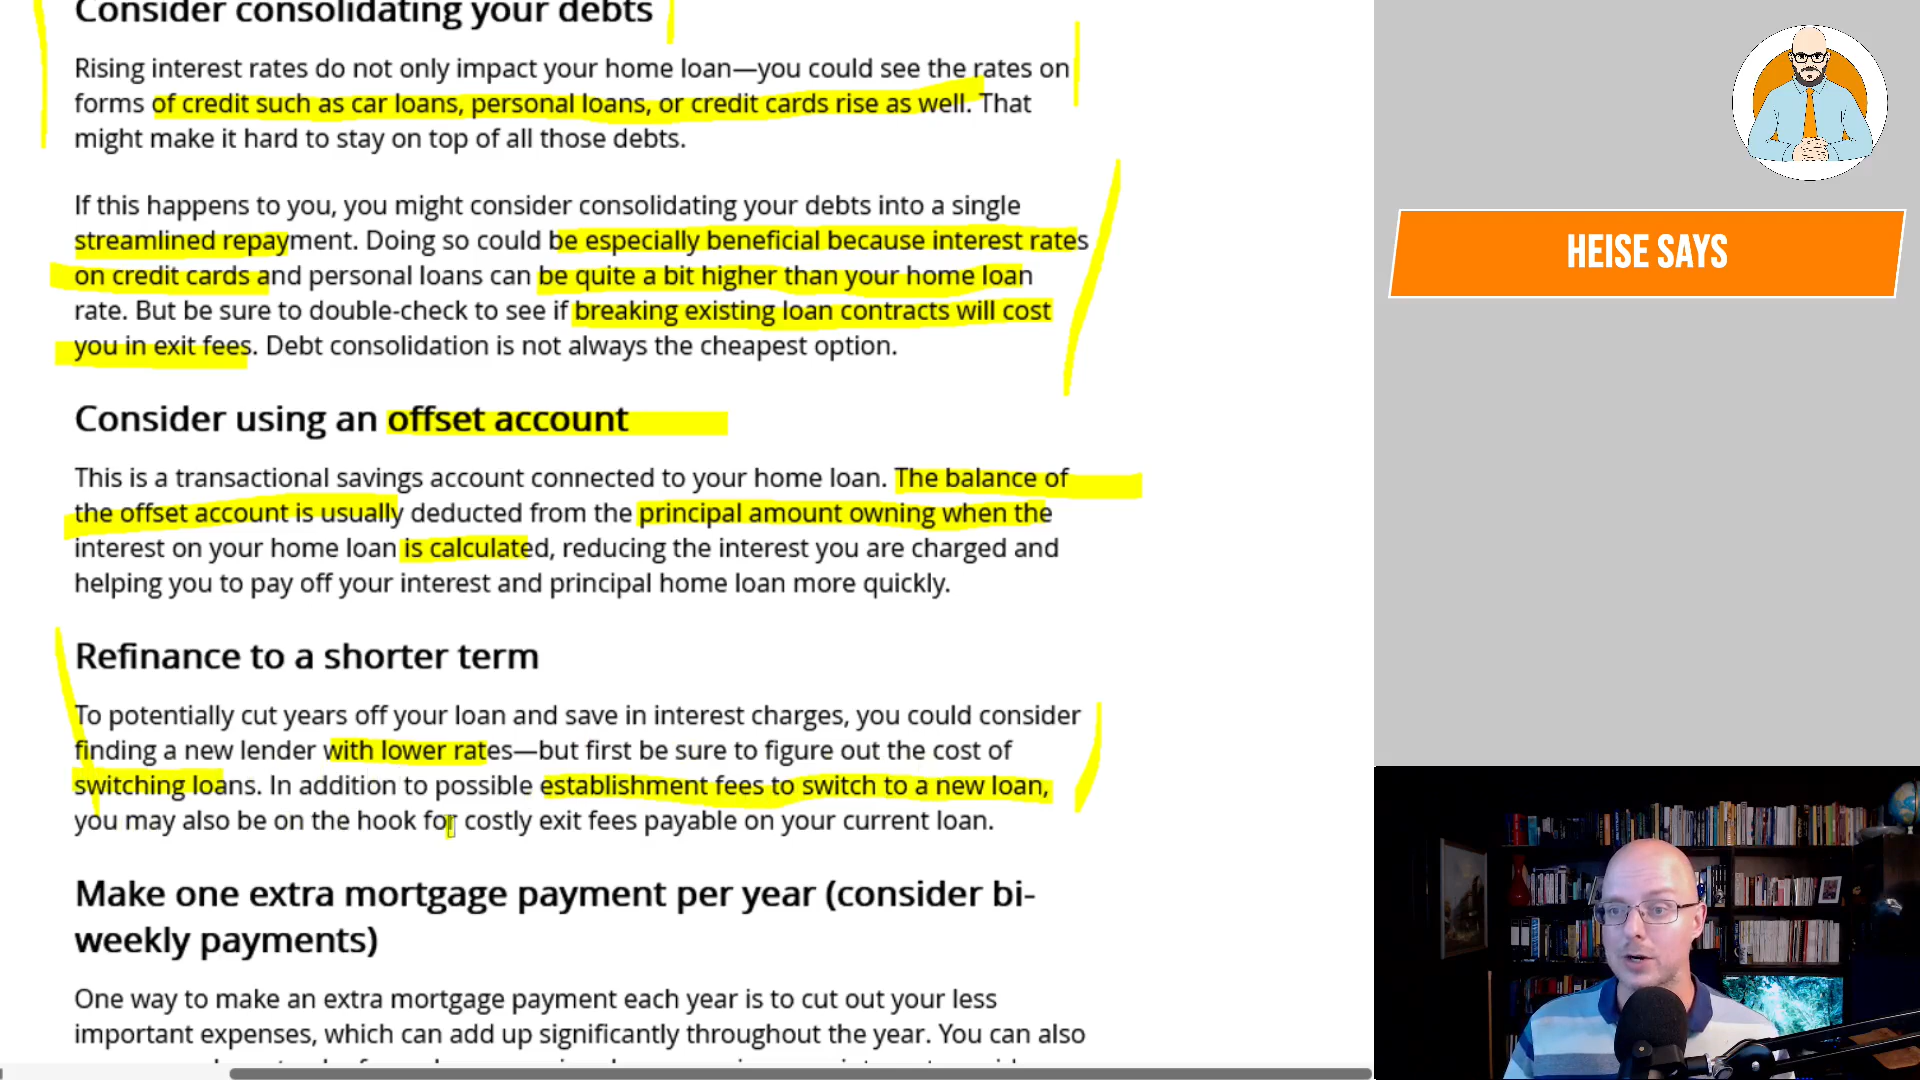 Consider consolidating your debts
Rising interest rates do not only impact your home loan—you could see the rates on
forms of credit such as car loans, personal loans, or credit cards rise as well. That
might make it hard to stay on top of all those debts.
If this happens to you, you might consider consolidating your debts into a single
streamlined repayment. Doing so could be especially beneficial because interest rates
on credit cards and personal loans can be quite a bit higher than your home loan
rate. But be sure to double-check to see if breaking existing loan contracts will cost
you in exit fees. Debt consolidation is not always the cheapest option.
Consider using an offset account
This is a transactional savings account connected to your home loan. The balance of
the offset account is usually deducted from the principal amount owning when the
interest on your home loan is calculated, reducing the interest you are charged and
helping you to pay off your interest and principal home loan more quickly.
Refinance to a shorter term
To potentially cut years off your loan and save in interest charges, you could consider
finding a new lender with lower rates—but first be sure to figure out the cost of
switching loans. In addition to possible establishment fees to switch to a new loan,
you may also be on the hook for costly exit fees payable on your current loan.
Make one extra mortgage payment per year (consider bi-
weekly payments)
One way to make an extra mortgage payment each year is to cut out your less
important expenses, which can add up significantly throughout the year. You can also
HEISE SAYS